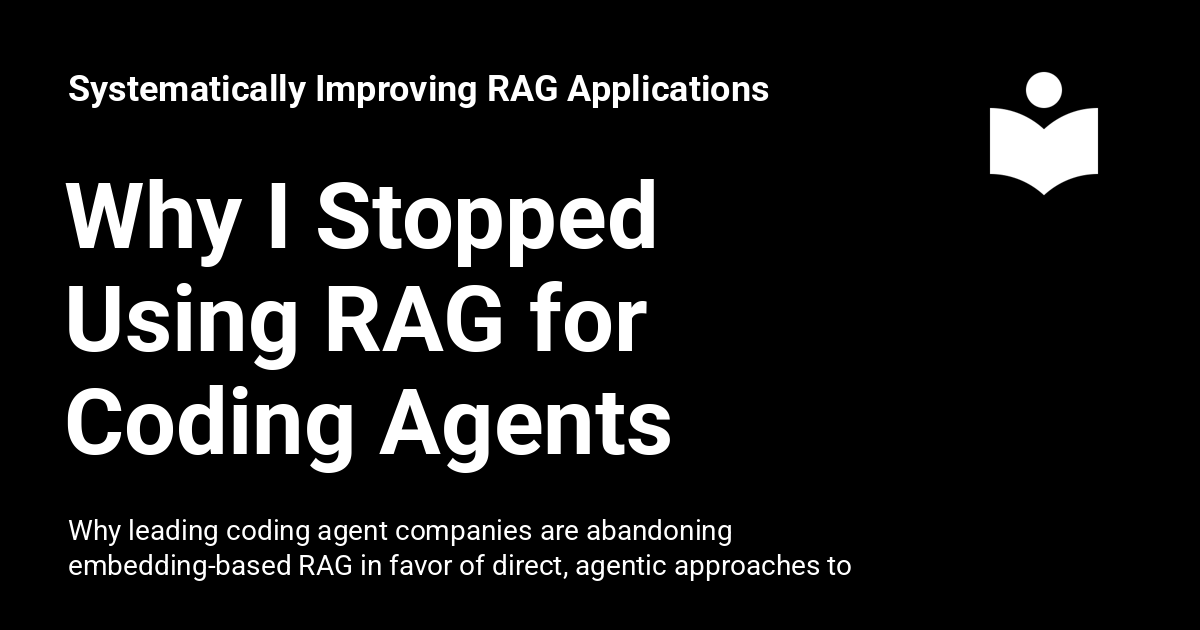 Systematically Improving RAG Applications
Why I Stopped
Using RAG for
Coding Agents
Why leading coding agent companies are abandoning
embedding-based RAG in favor of direct, agentic approaches to